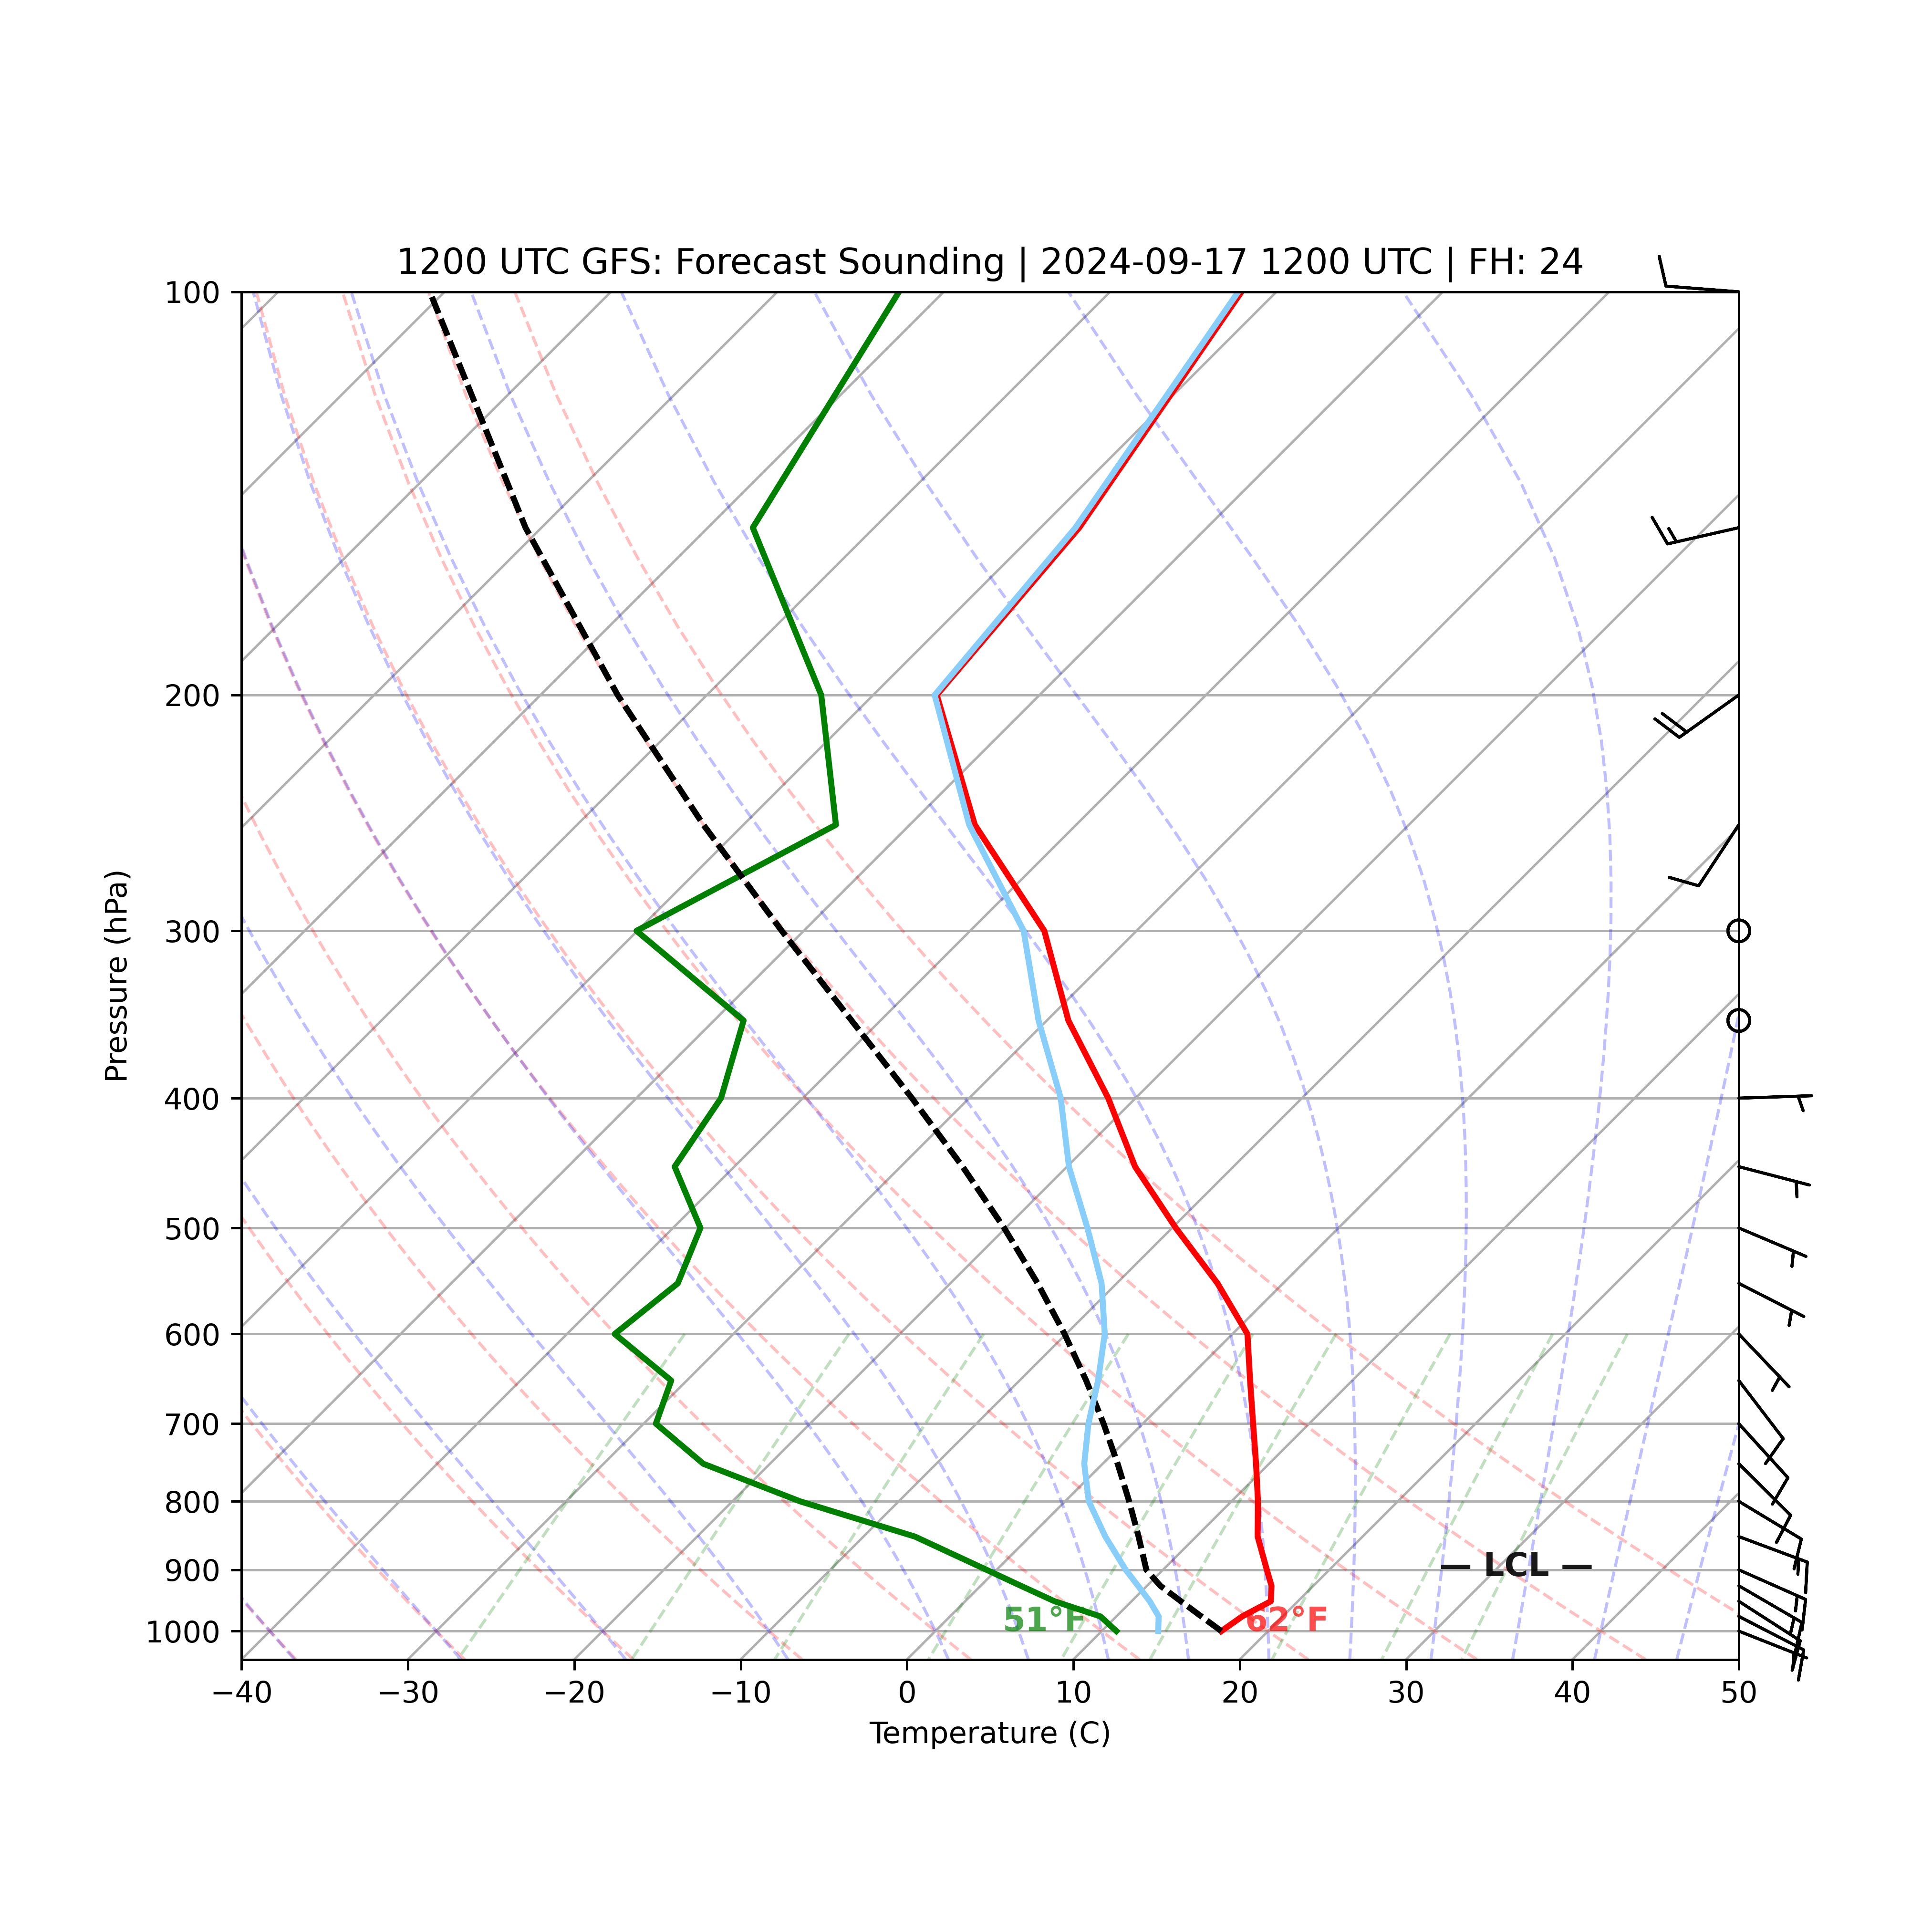 1200 UTC GFS: Forecast Sounding | 2024-09-17 1200 UTC | FH: 24
100
200
300
400
500
600
700
800
900
1000
Pressure (hPa)
— LCL —
51°F
62°F
−40 −30 −20 −10 0 10 20 30 40 50
Temperature (C)